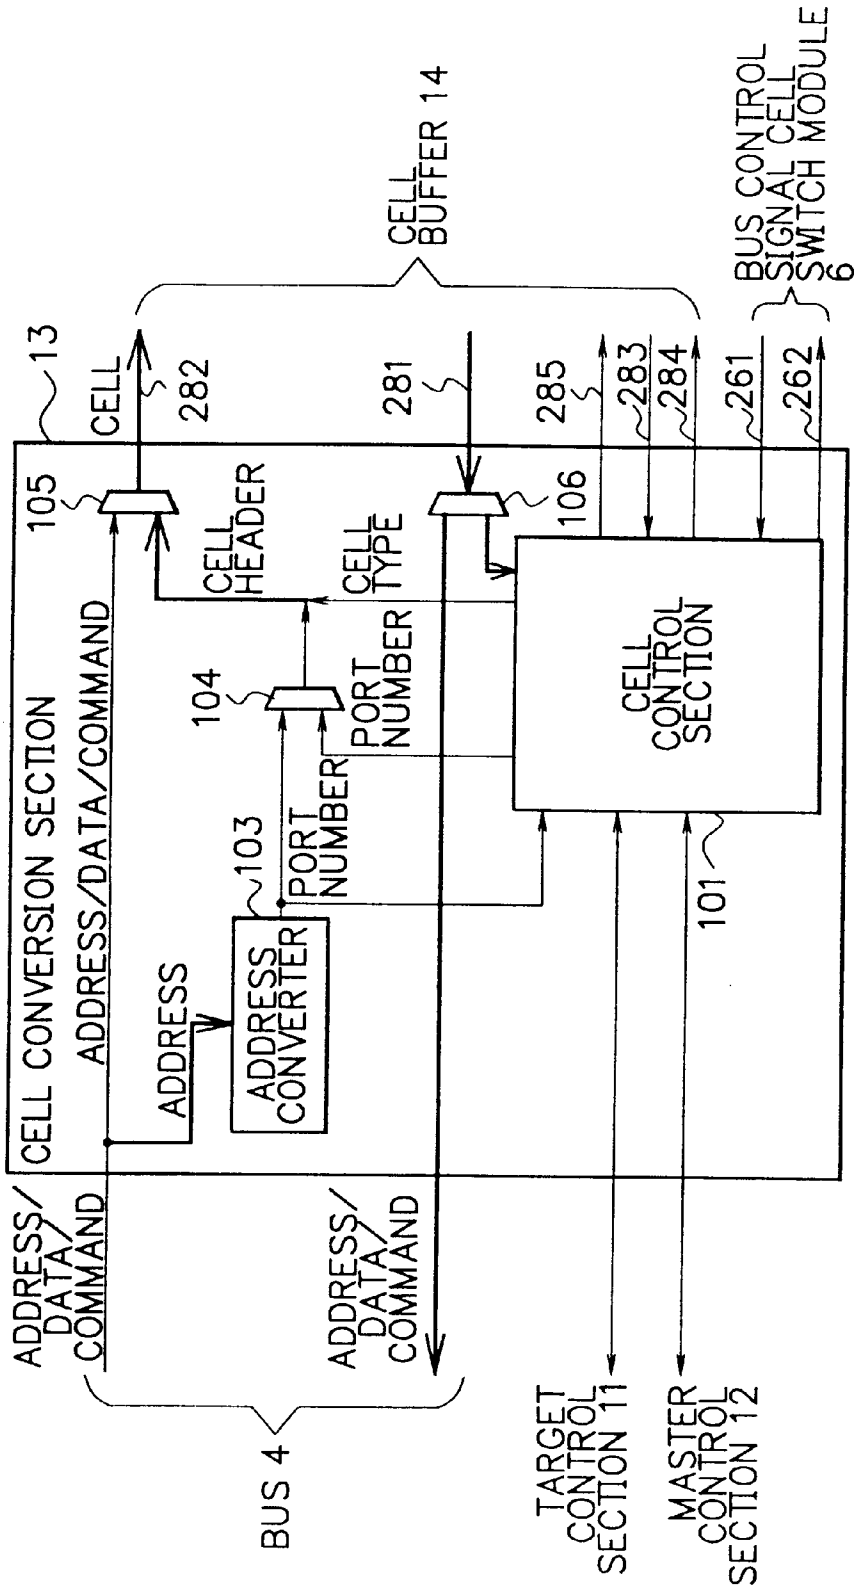 CELL CONVERSION SECTION
13
ADDRESS/
DATA/
COMMAND
ADDRESS/DATA/COMMAND
105
CELL
282
ADDRESS
ADDRESS
CONVERTER
103
PORT
NUMBER
104
CELL
HEADER
PORT
NUMBER
CELL
TYPE
281
106
CELL
BUFFER 14
ADDRESS/
DATA/
COMMAND
BUS 4
CELL
CONTROL
SECTION
101
285
283
284
261
262
BUS CONTROL
SIGNAL CELL
SWITCH MODULE
6
TARGET
CONTROL
SECTION 11
MASTER
CONTROL
SECTION 12